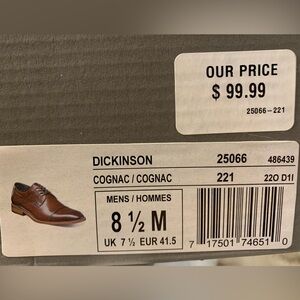 OUR PRICE
$ 99.99
25066-221
DICKINSON 25066 486439
COGNAC / COGNAC 221 22O D1I
MENS / HOMMES
8 ½ M
UK 7 ½ EUR 41.5
7 17501 74651 0